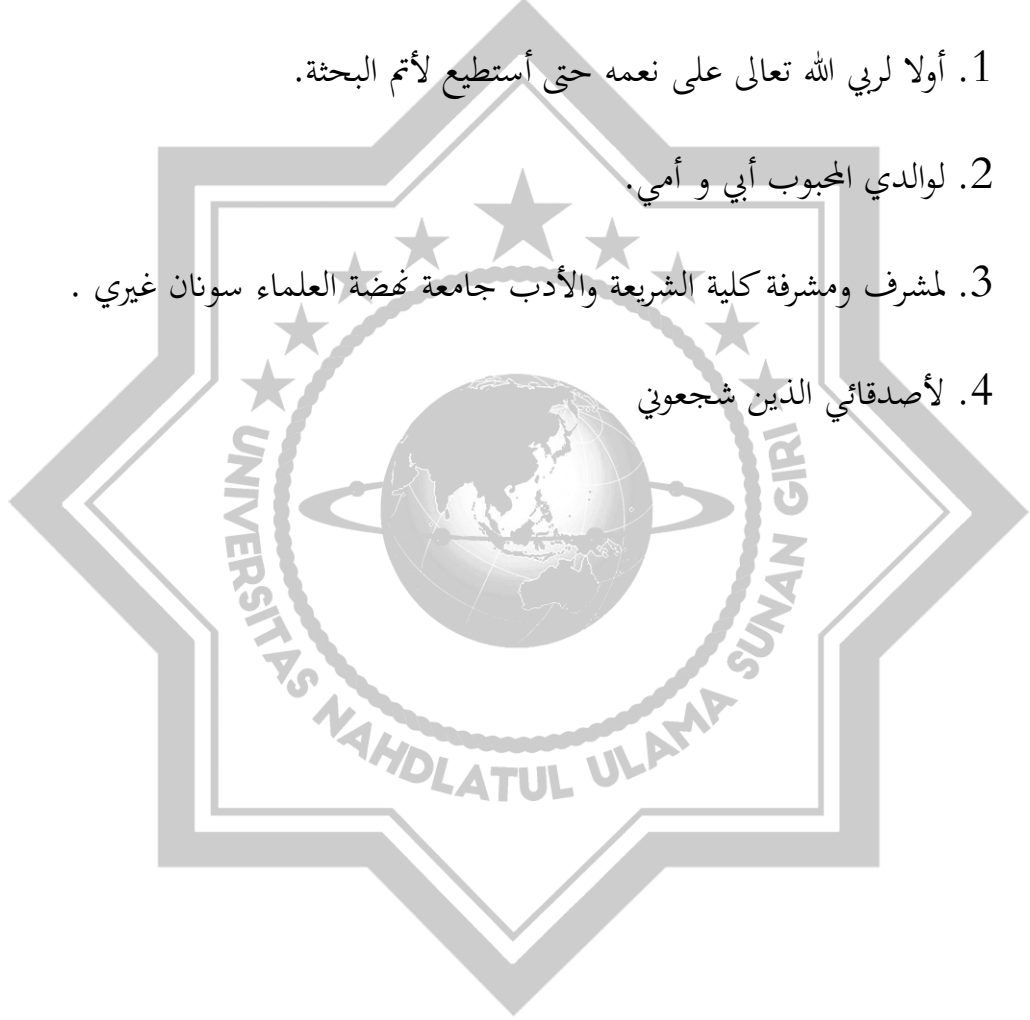 1. أولا لربي الله تعالى على نعمه حتى أستطيع لأتم البحثة.
2. لوالدي المحبوب أبي و أمي.
3. لمشرف ومشرفة كلية الشريعة والأدب جامعة نهضة العلماء سونان غيري .
4. لأصدقائي الذين شجعوني
UNIVERSITAS NAHDLATUL ULAMA SUNAN GIRI